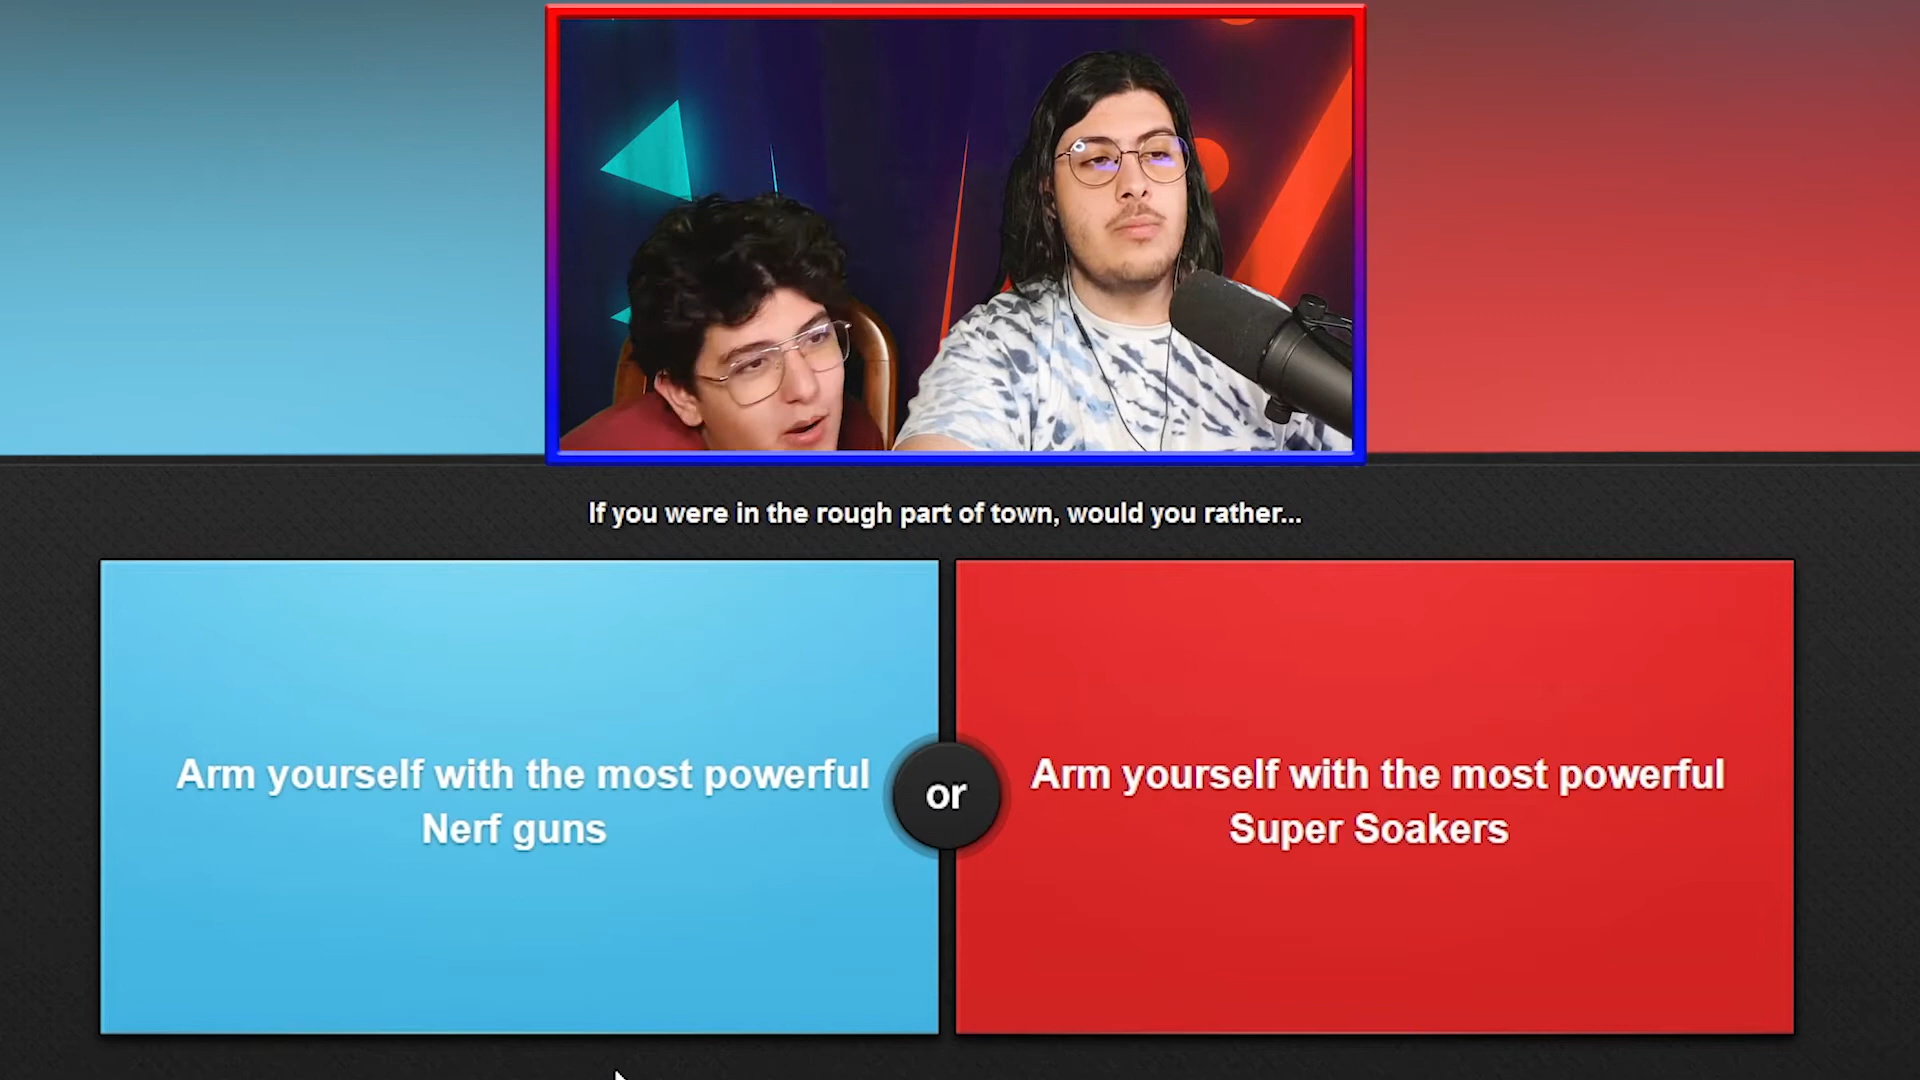 If you were in the rough part of town, would you rather...
Arm yourself with the most powerful
Nerf guns
or
Arm yourself with the most powerful
Super Soakers